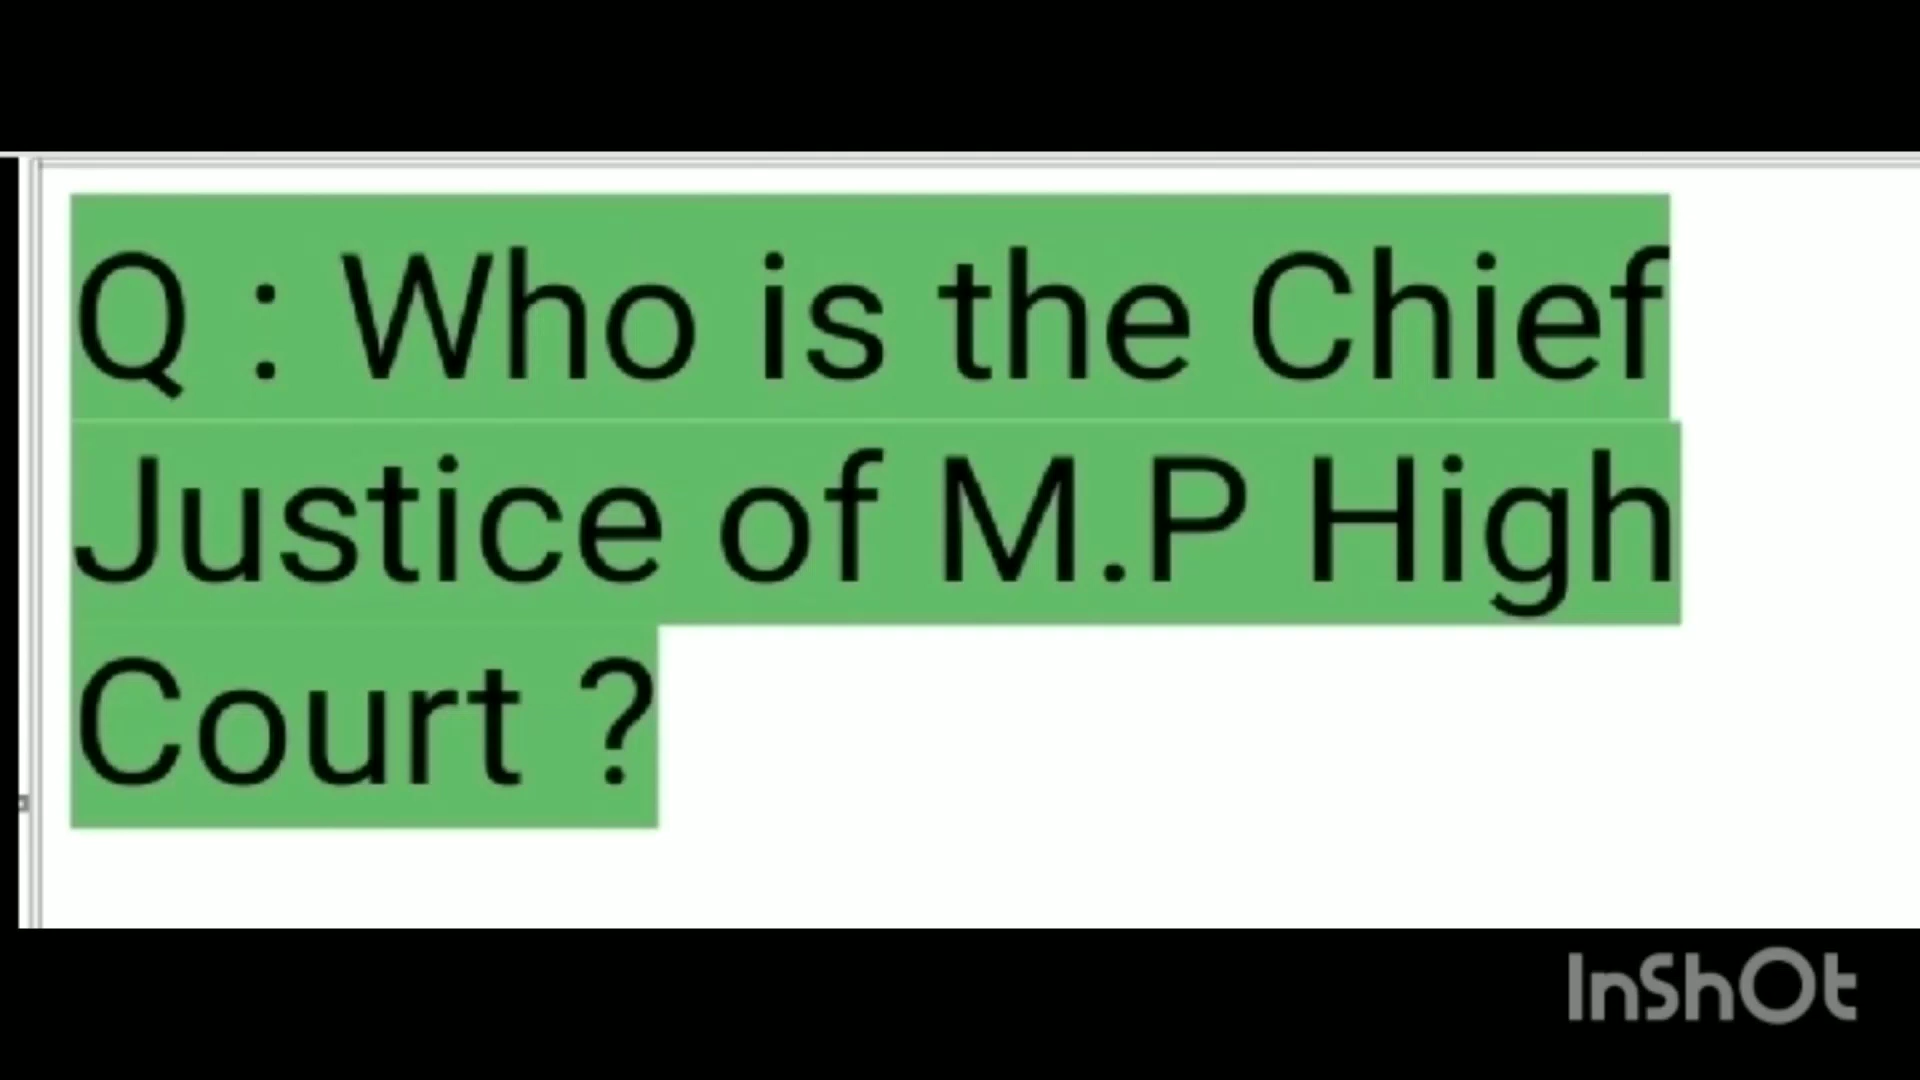 Q : Who is the Chief
Justice of M.P High
Court ?
InShOt